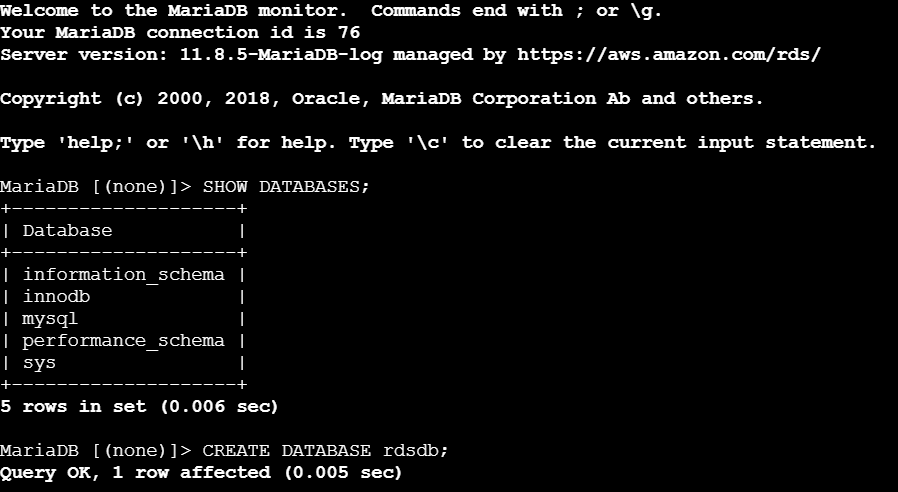 Welcome to the MariaDB monitor.  Commands end with ; or \g.
Your MariaDB connection id is 76
Server version: 11.8.5-MariaDB-log managed by https://aws.amazon.com/rds/
Copyright (c) 2000, 2018, Oracle, MariaDB Corporation Ab and others.
Type 'help;' or '\h' for help. Type '\c' to clear the current input statement.
MariaDB [(none)]> SHOW DATABASES;
+--------------------+
| Database           |
+--------------------+
| information_schema |
| innodb             |
| mysql              |
| performance_schema |
| sys                |
+--------------------+
5 rows in set (0.006 sec)
MariaDB [(none)]> CREATE DATABASE rdsdb;
Query OK, 1 row affected (0.005 sec)